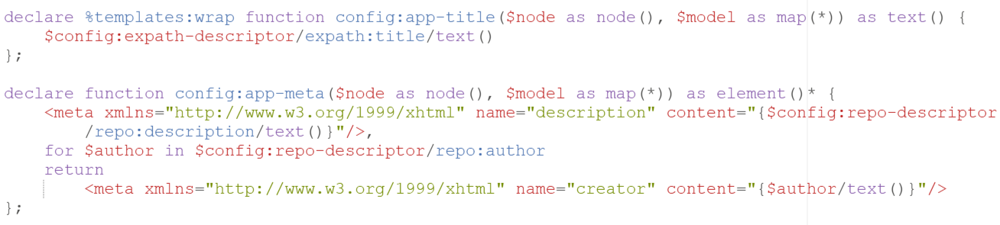 declare %templates:wrap function config:app-title($node as node(), $model as map(*)) as text() {
    $config:expath-descriptor/expath:title/text()
};

declare function config:app-meta($node as node(), $model as map(*)) as element()* {
    <meta xmlns="http://www.w3.org/1999/xhtml" name="description" content="{$config:repo-descriptor
        /repo:description/text()}"/>,
    for $author in $config:repo-descriptor/repo:author
    return
        <meta xmlns="http://www.w3.org/1999/xhtml" name="creator" content="{$author/text()}"/>
};